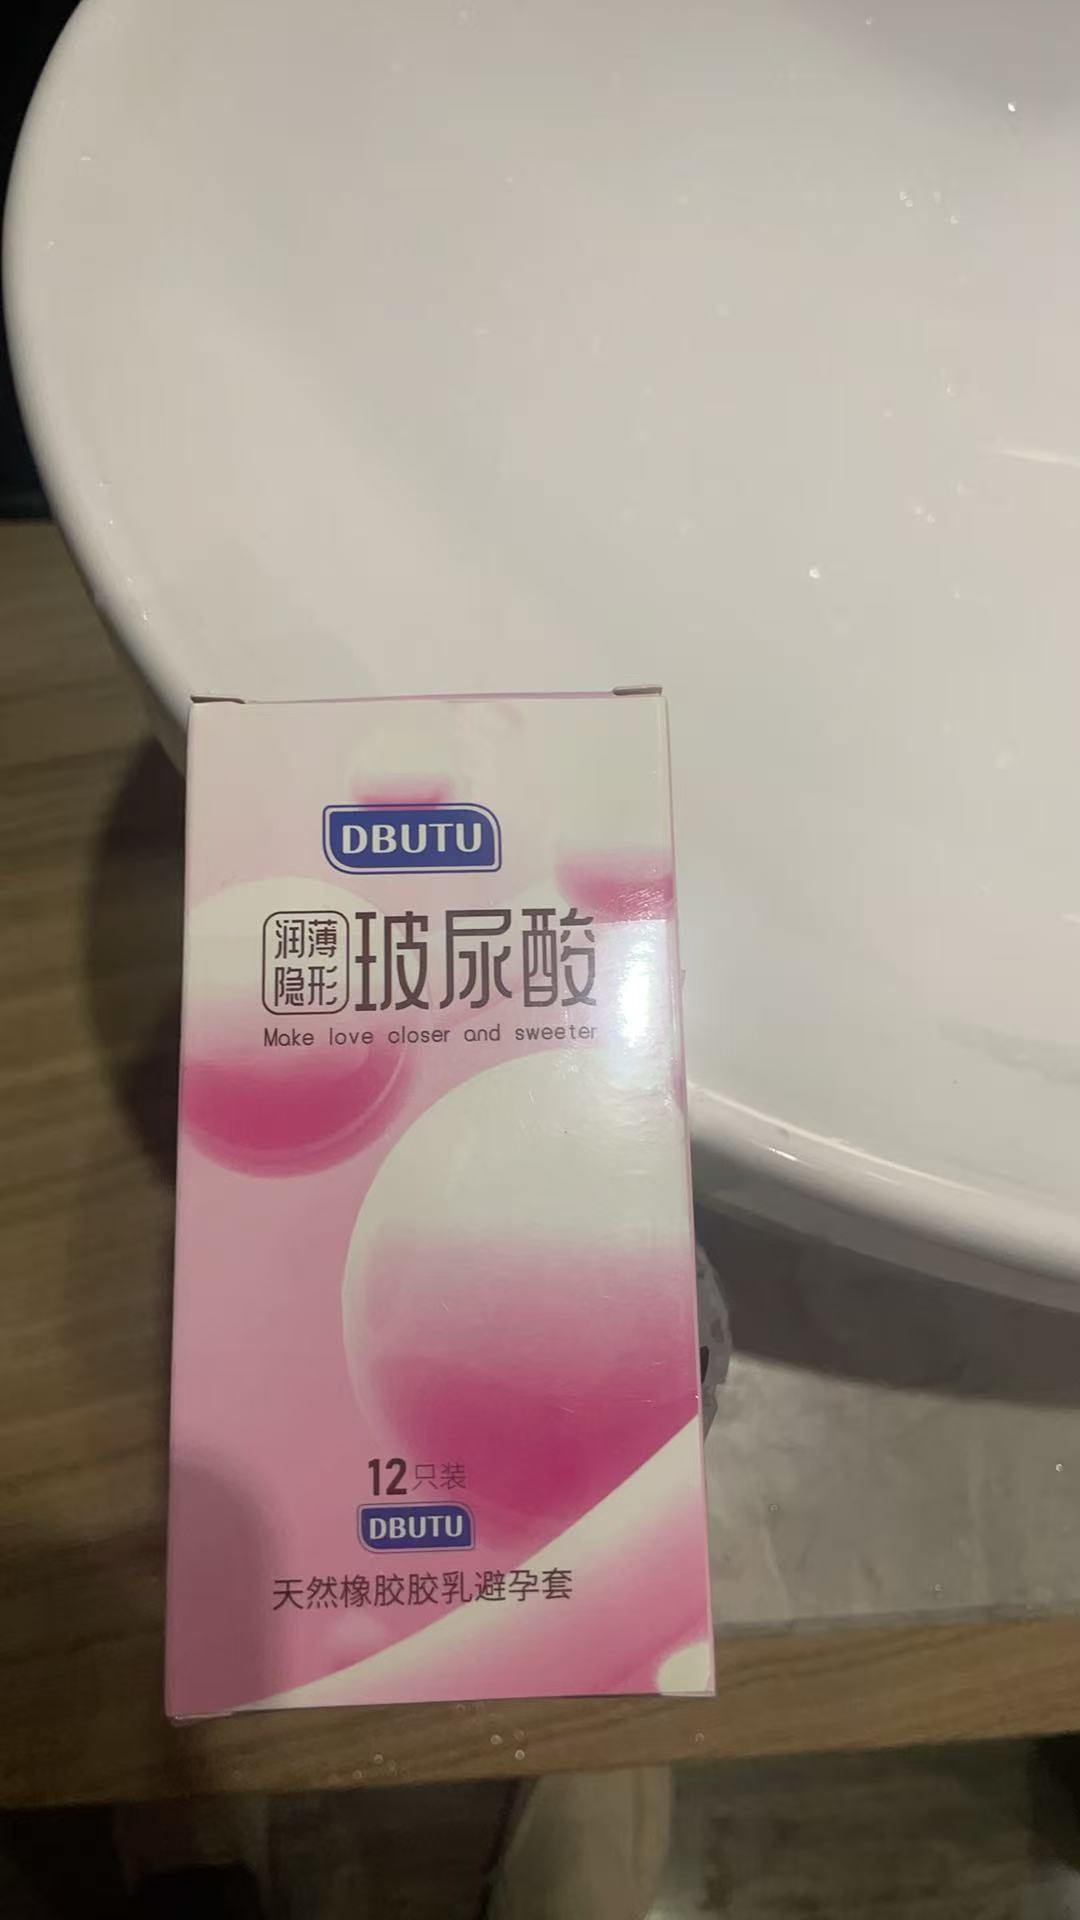 DBUTU
润薄
隐形
玻尿酸
Make love closer and sweeter
12只装
DBUTU
天然橡胶胶乳避孕套